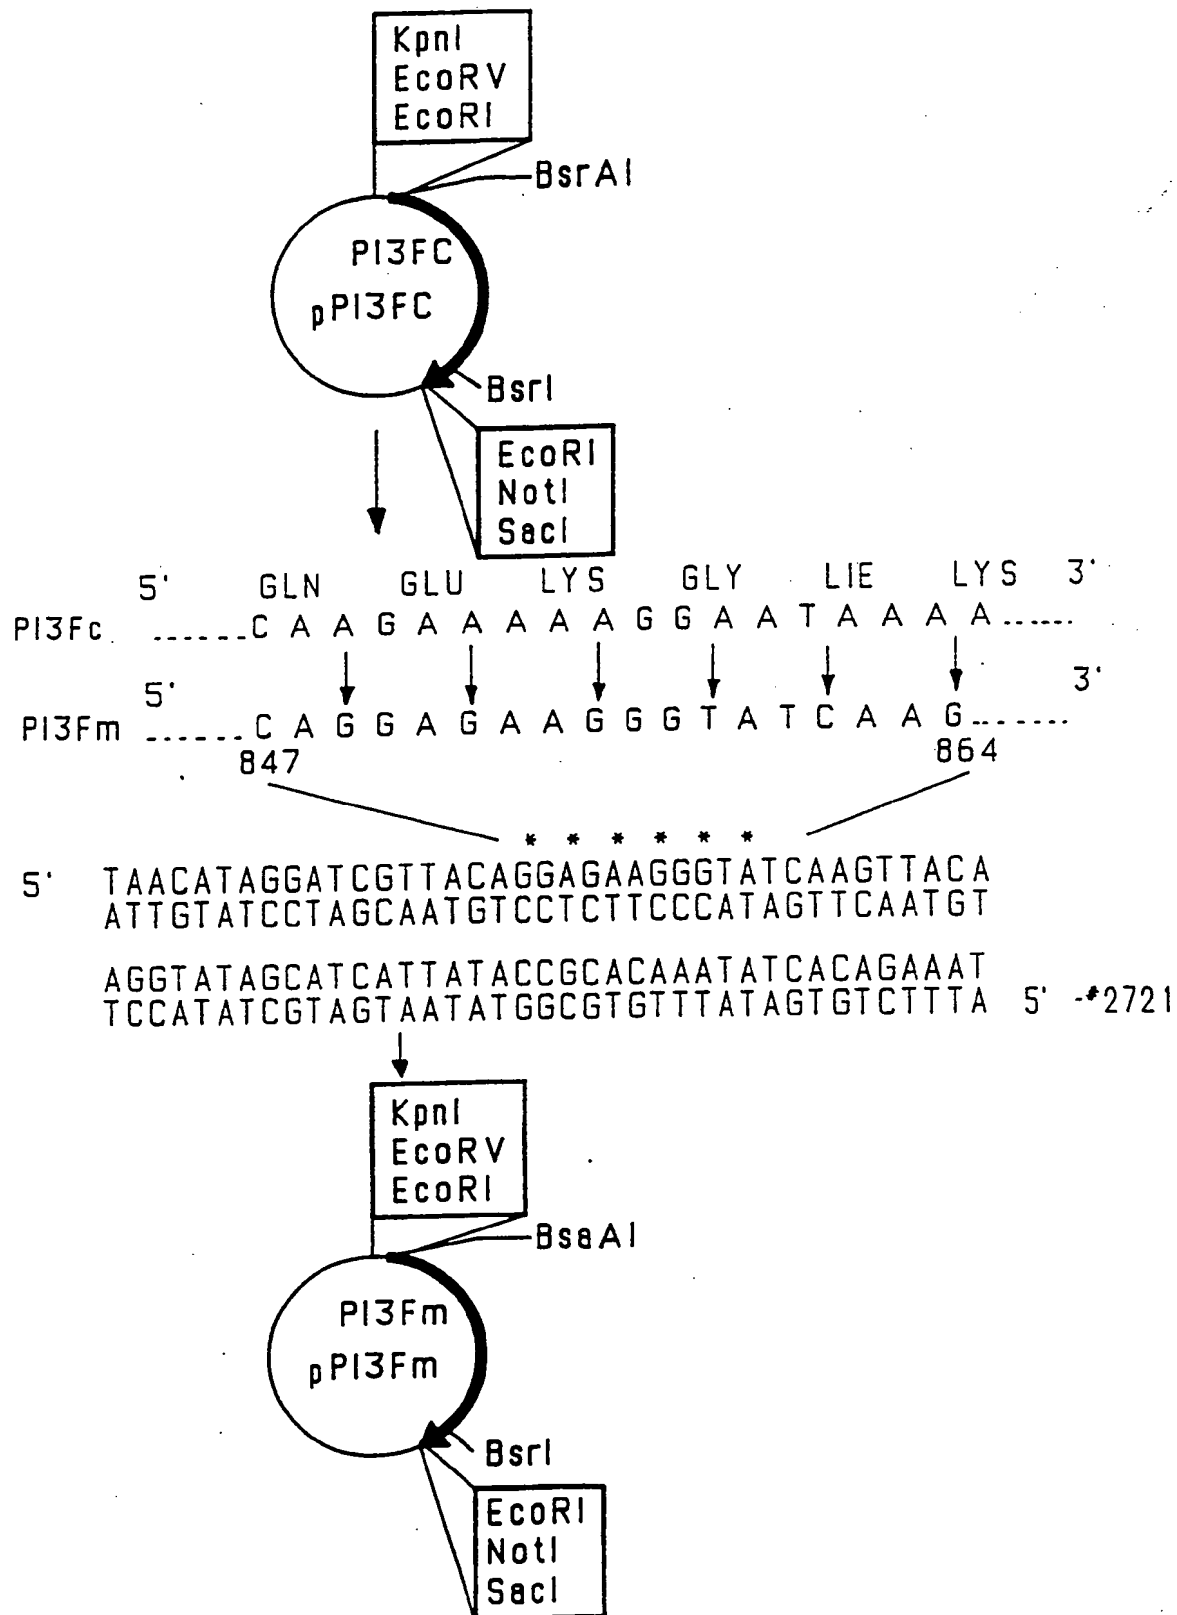 KpnI
EcoRV
EcoRI
BsrAI
PI3FC
pPI3FC
BsrI
EcoRI
NotI
SacI
5' GLN GLU LYS GLY LIE LYS 3'
PI3Fc ......C A A G A A A A A G G A A T A A A A......
5' 3'
PI3Fm ......C A G G A G A A G G G T A T C A A G......
847 864
* * * * * *
5' TAACATAGGATCGTTACAGGAGAAGGGTATCAAGTTACA
ATTGTATCCTAGCAATGTCCTCTTCCCATAGTTCAATGT
AGGTATAGCATCATTATACCGCACAAATATCACAGAAAT
TCCATATCGTAGTAATATGGCGTGTTTATAGTGTCTTTA 5' -#2721
KpnI
EcoRV
EcoRI
BsaAI
PI3Fm
pPI3Fm
BsrI
EcoRI
NotI
SacI